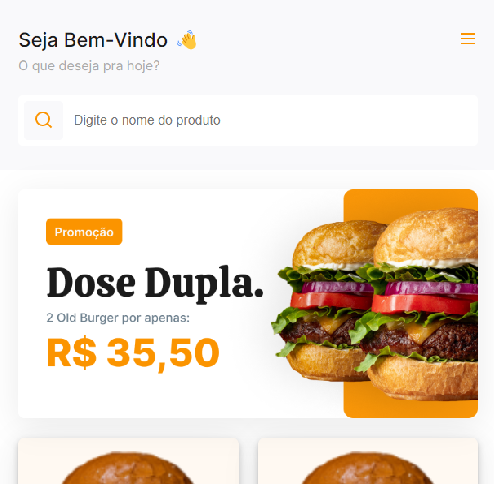 Seja Bem-Vindo 👋
O que deseja pra hoje?
Digite o nome do produto
Promoção
Dose Dupla.
2 Old Burger por apenas:
R$ 35,50